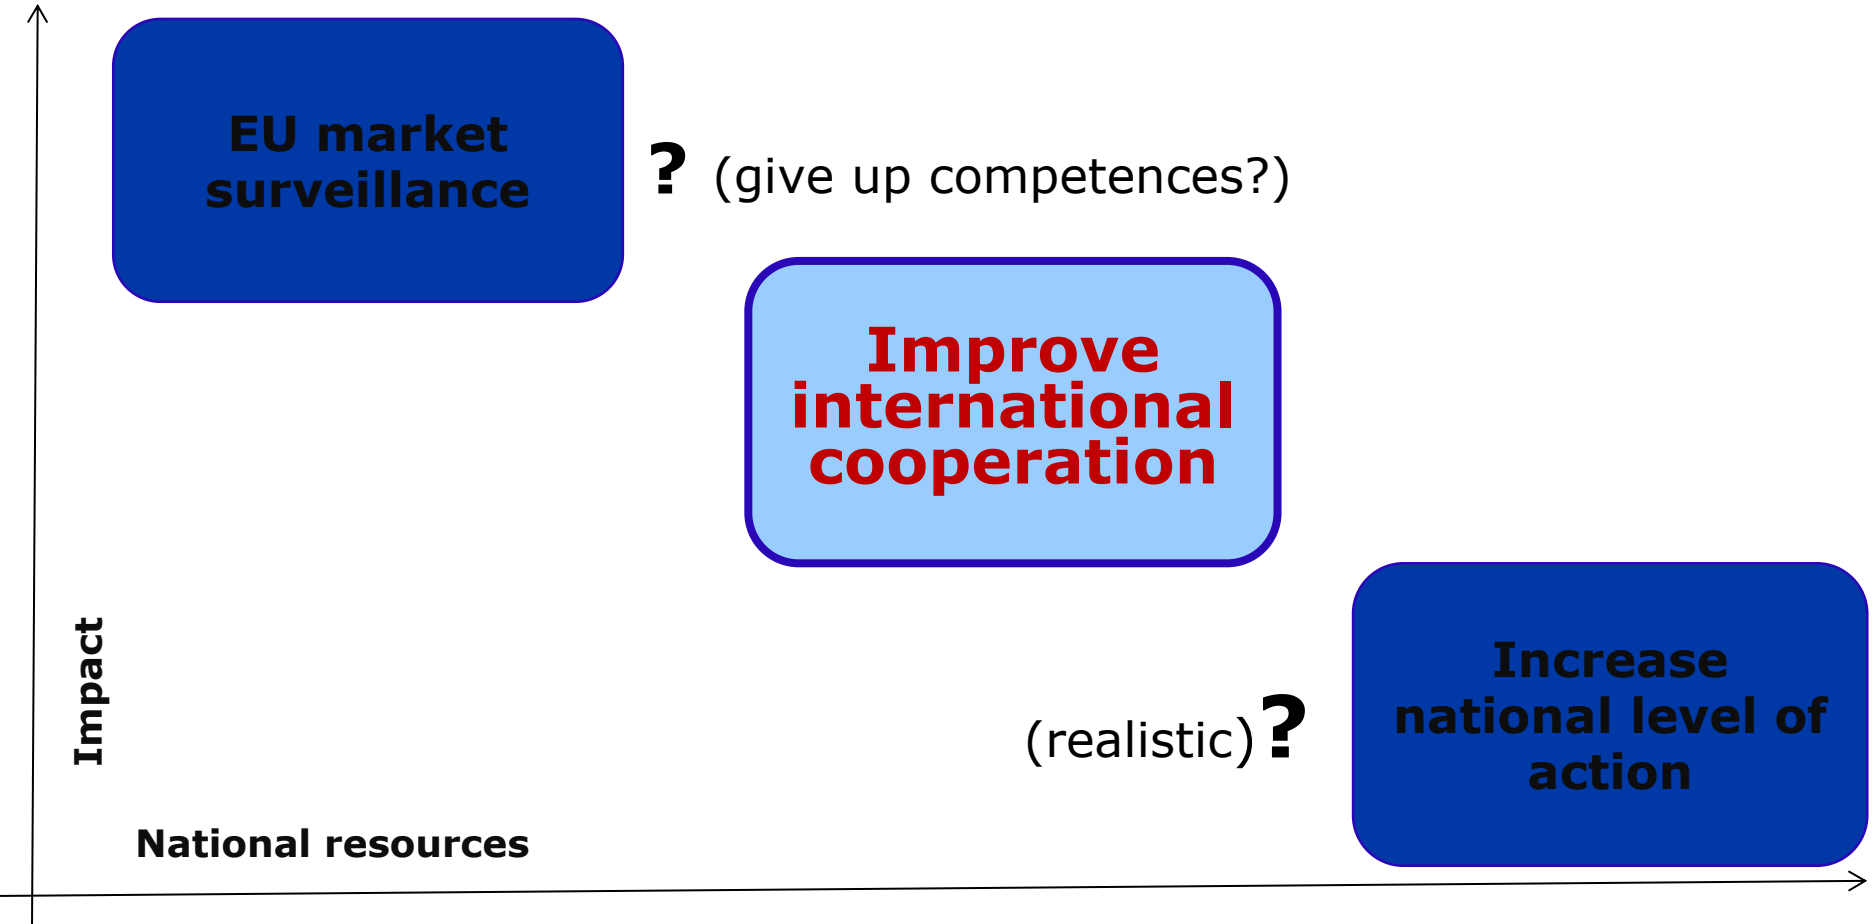 EU market
surveillance
? (give up competences?)
Improve
international
cooperation
Impact
(realistic)?
Increase
national level of
action
National resources